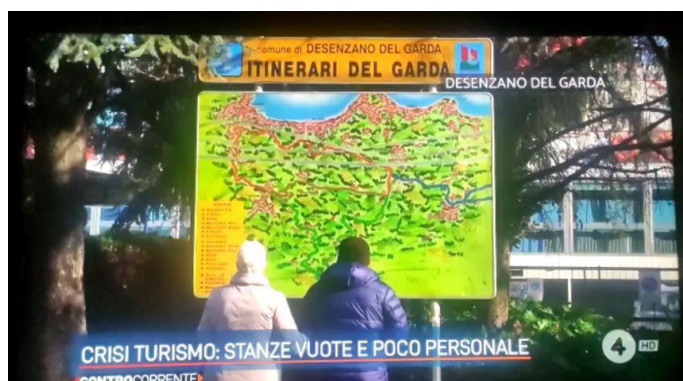 comune di DESENZANO DEL GARDA
ITINERARI DEL GARDA
DESENZANO DEL GARDA
CRISI TURISMO: STANZE VUOTE E POCO PERSONALE
4 HD
CONTROCORRENTE